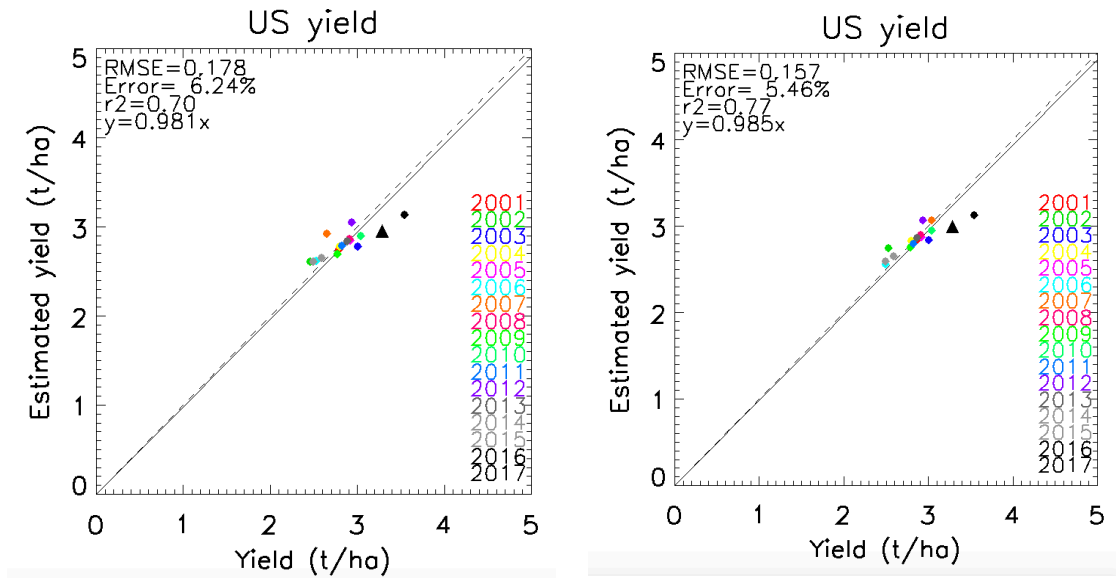 US yield
RMSE=0.178
Error= 6.24%
r2=0.70
y=0.981x
5
4
3
2
1
0
Estimated yield (t/ha)
2001
2002
2003
2004
2005
2006
2007
2008
2009
2010
2011
2012
2013
2014
2015
2016
2017
0 1 2 3 4 5
Yield (t/ha)
US yield
RMSE=0.157
Error= 5.46%
r2=0.77
y=0.985x
5
4
3
2
1
0
Estimated yield (t/ha)
2001
2002
2003
2004
2005
2006
2007
2008
2009
2010
2011
2012
2013
2014
2015
2016
2017
0 1 2 3 4 5
Yield (t/ha)